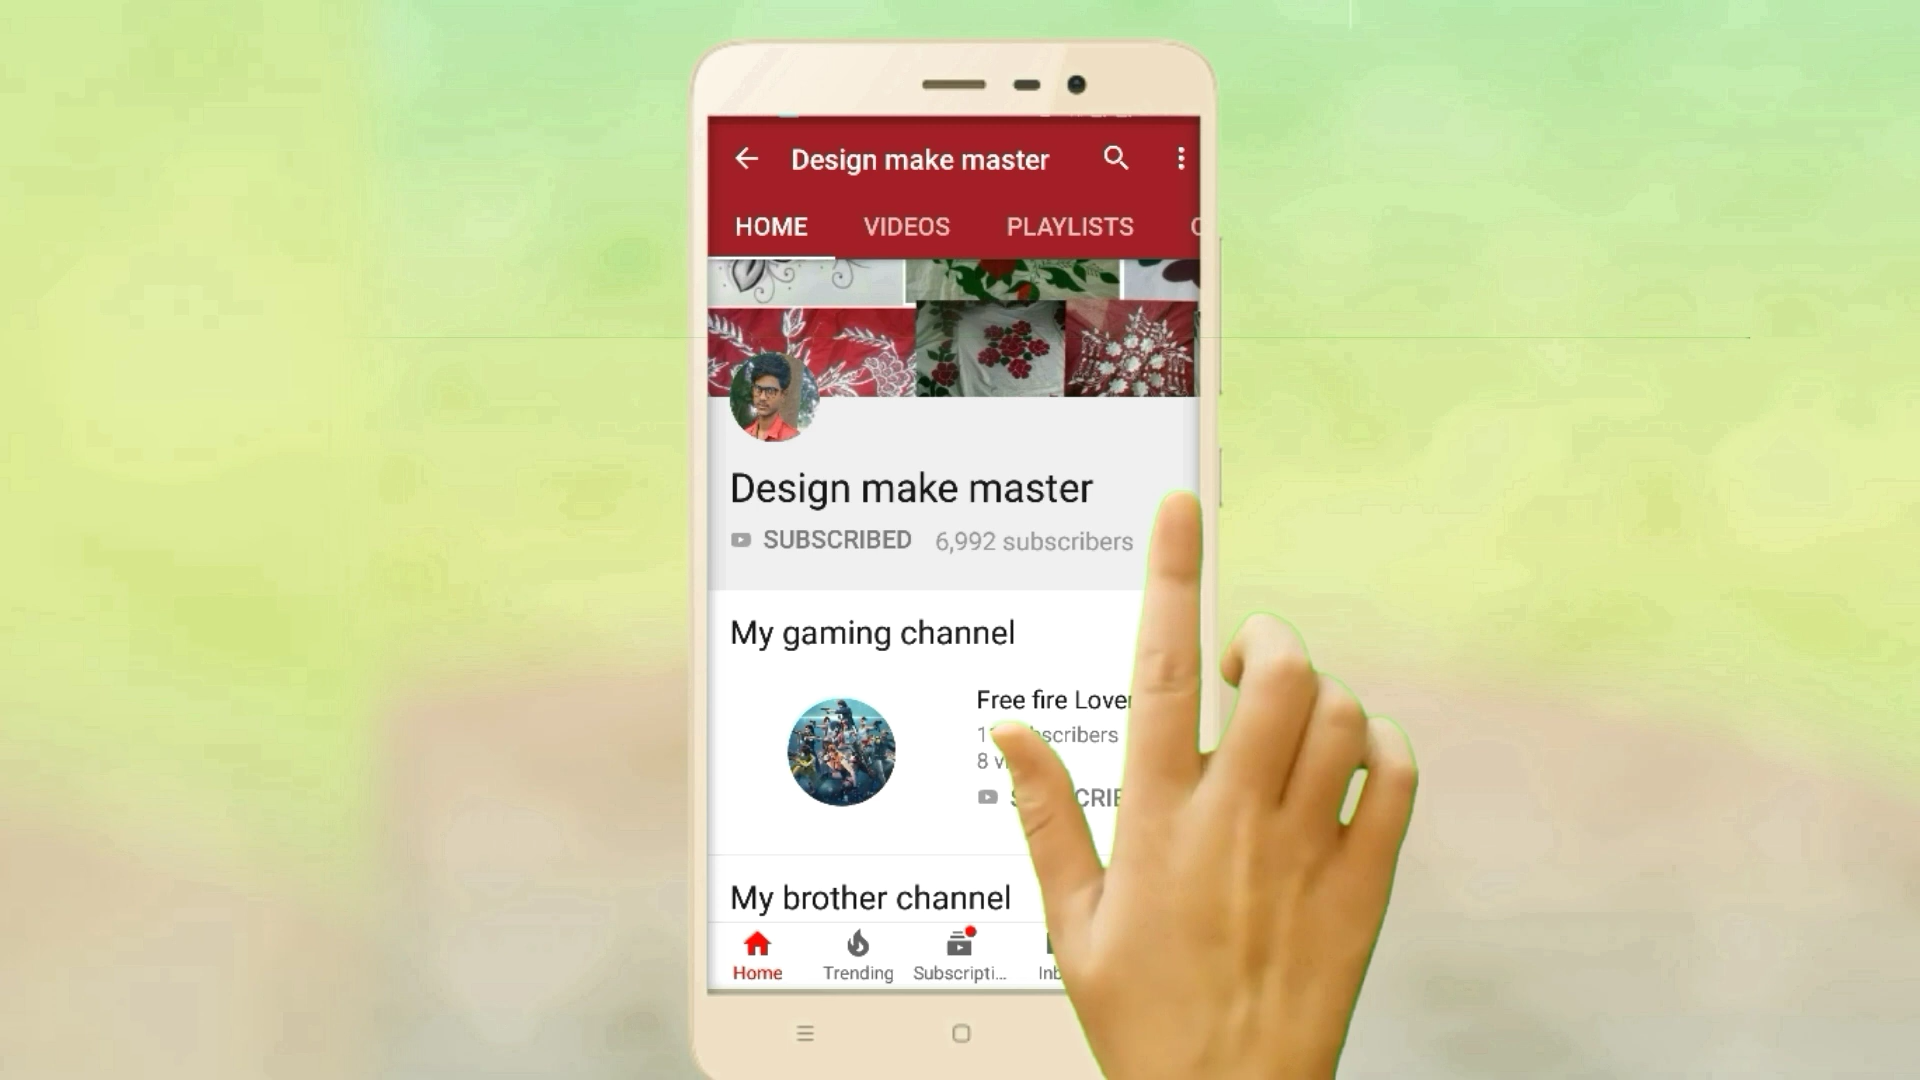 Design make master
HOME VIDEOS PLAYLISTS
Design make master
SUBSCRIBED 6,992 subscribers
My gaming channel
Free fire Lover
8
My brother channel
Home Trending Subscripti...